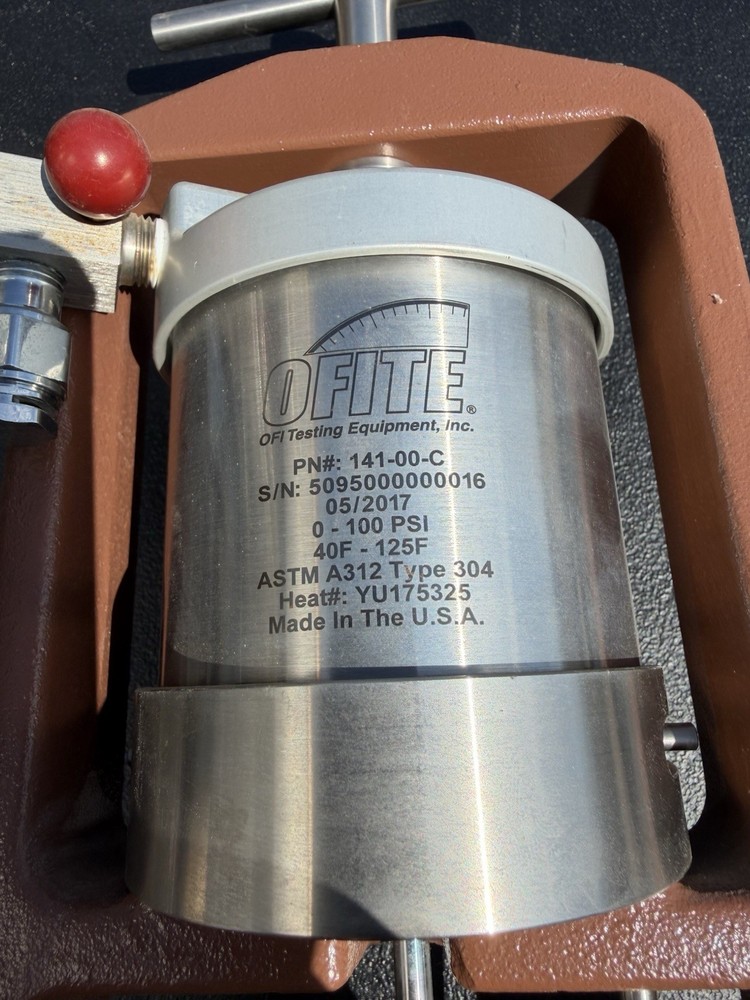 OFITE®
OFI Testing Equipment, Inc.
PN#: 141-00-C
S/N: 5095000000016
05/2017
0 - 100 PSI
40F - 125F
ASTM A312 Type 304
Heat#: YU175325
Made In The U.S.A.